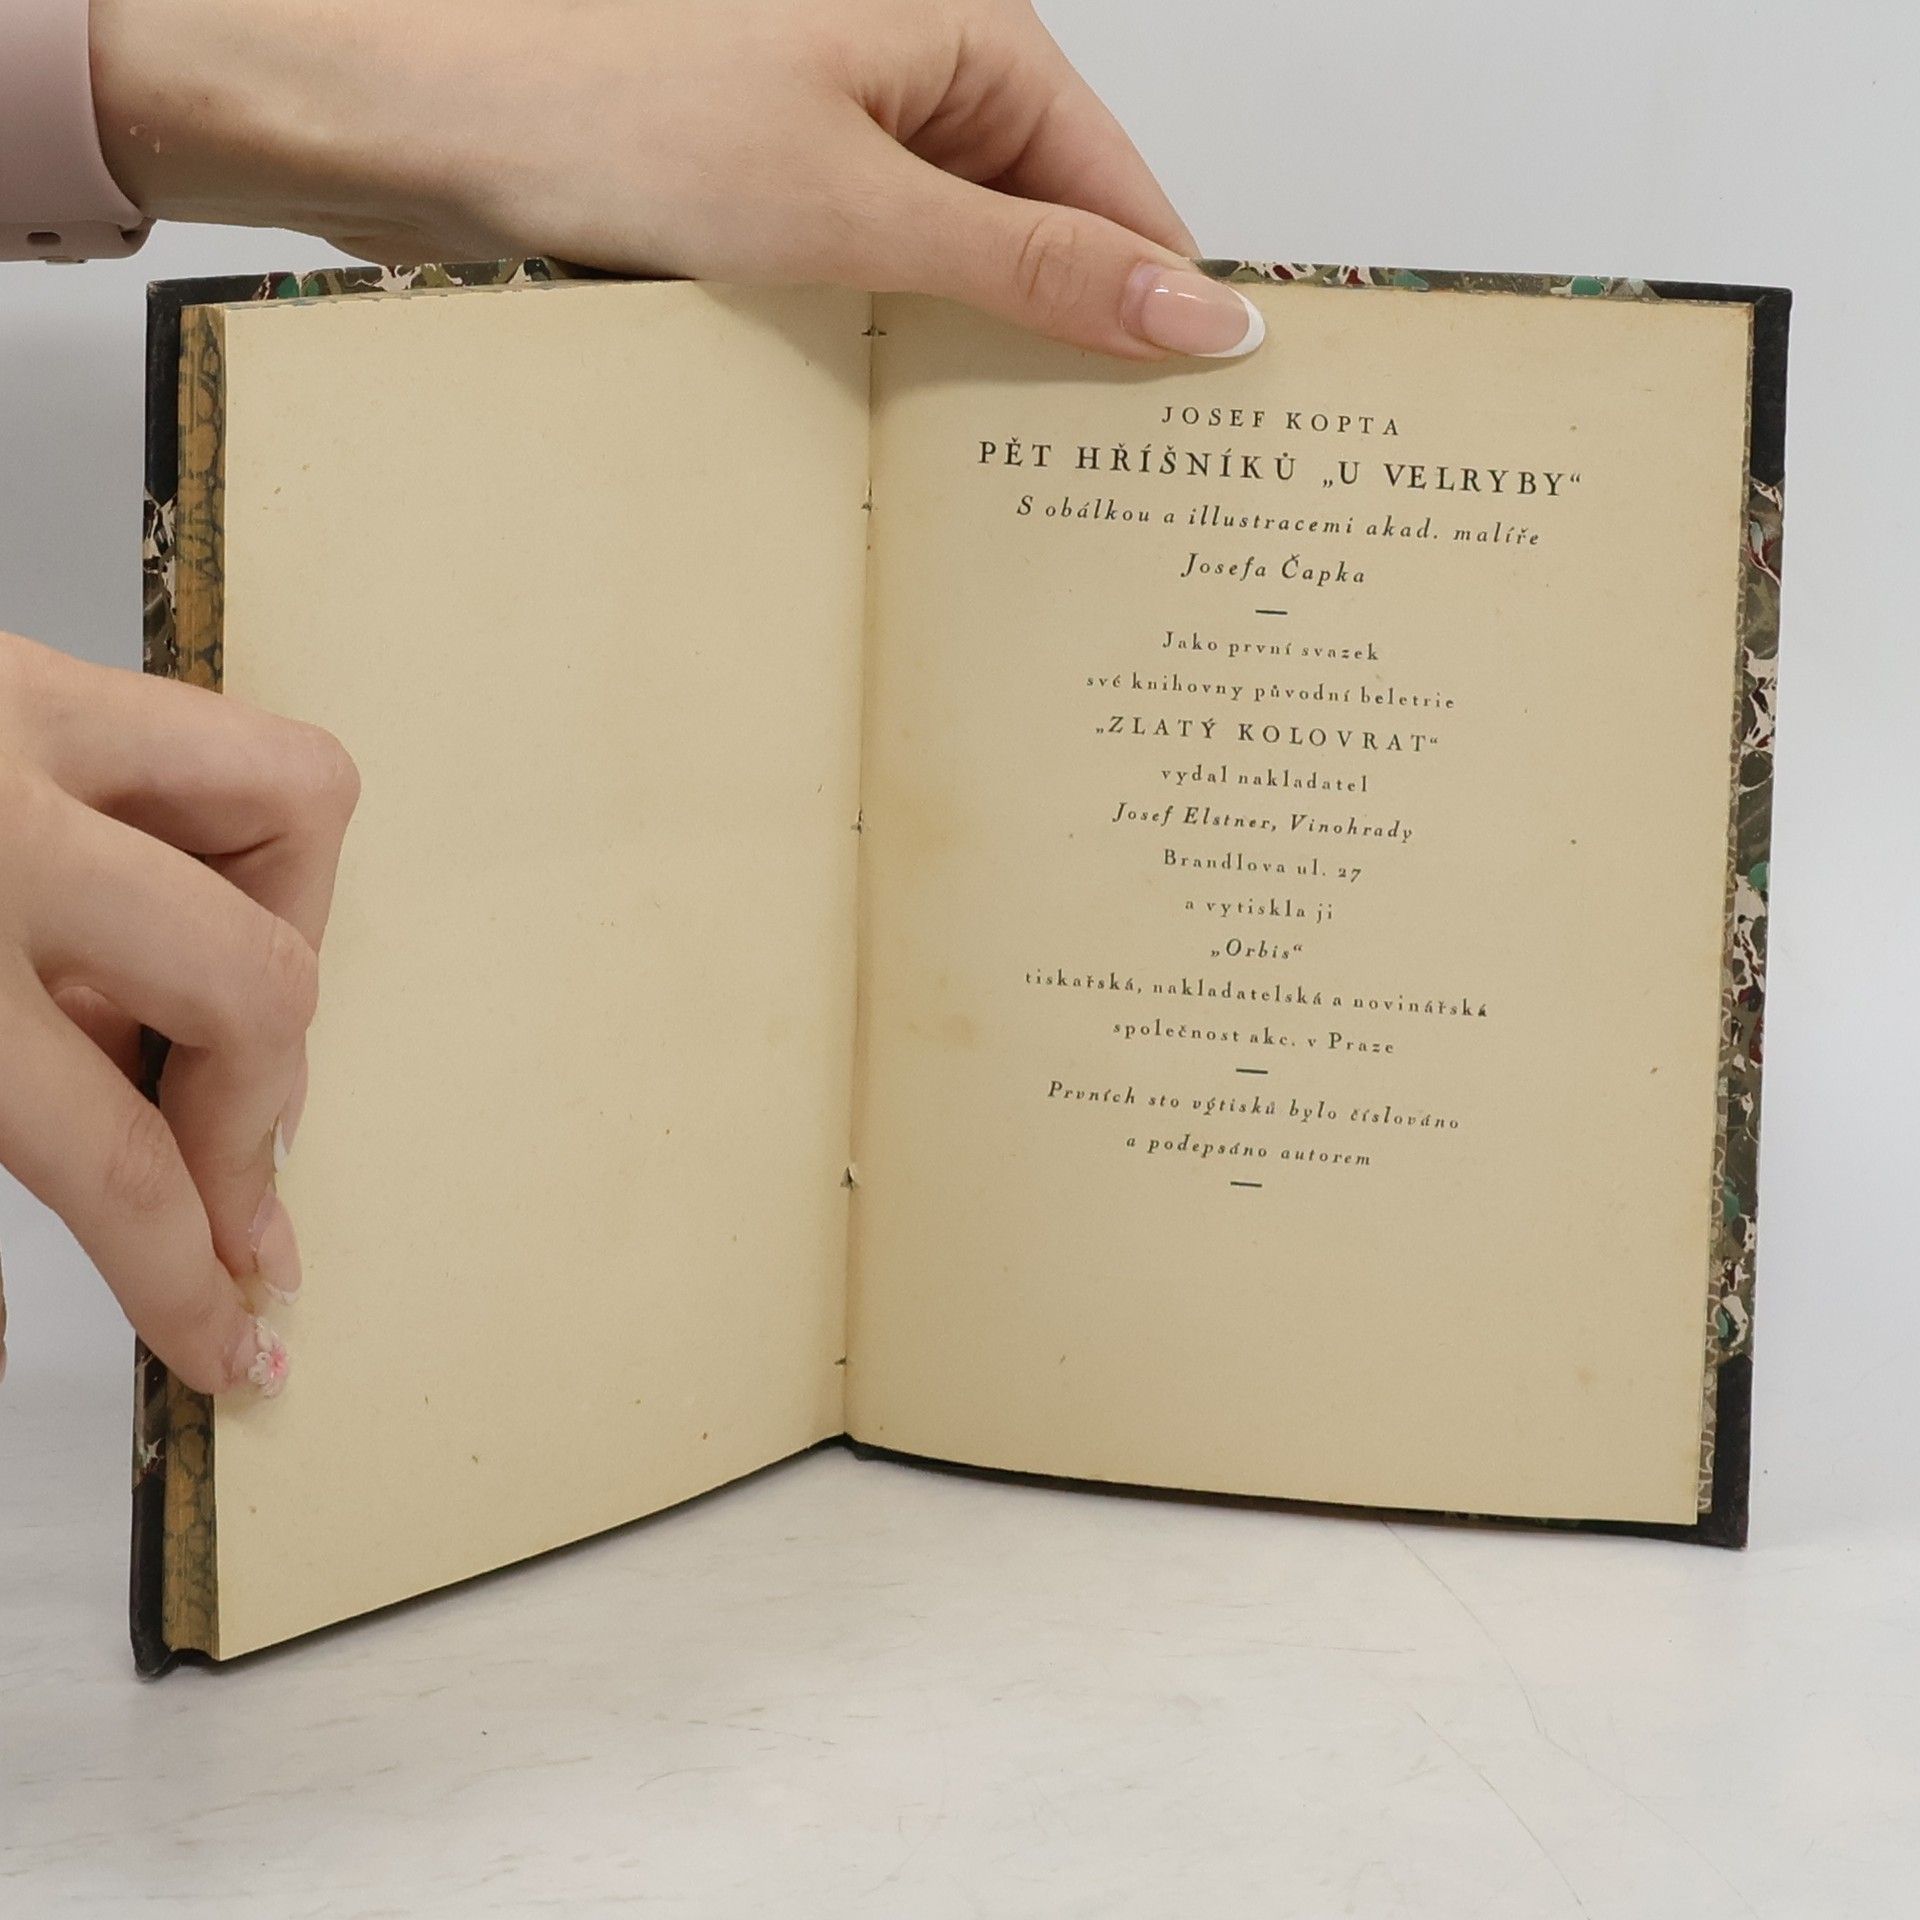 JOSEF KOPTA
PĚT HŘÍŠNÍKŮ „U VELRYBY“
S obálkou a illustracemi akad. malíře
Josefa Čapka
Jako první svazek
své knihovny původní beletrie
„ZLATÝ KOLOVRAT“
vydal nakladatel
Josef Elstner, Vinohrady
Brandlova ul. 27
a vytiskla ji
„Orbis“
tiskařská, nakladatelská a novinářská
společnost akc. v Praze
Prvních sto výtisků bylo číslováno
a podepsáno autorem